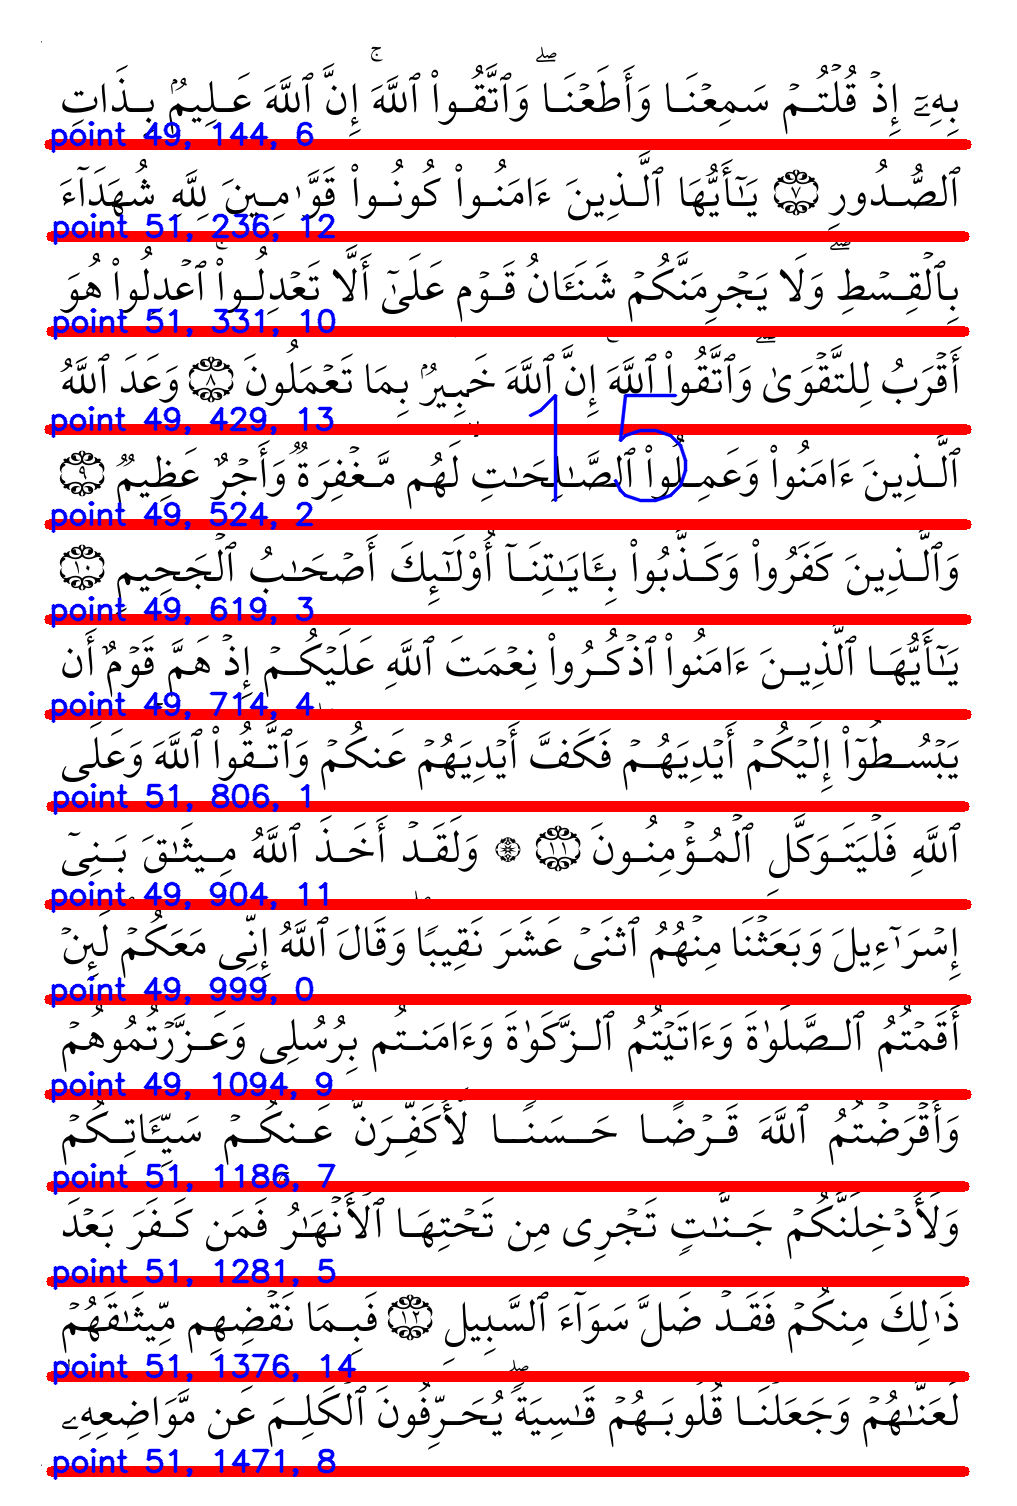 بِهِۦٓ إِذۡ قُلۡتُمۡ سَمِعۡنَا وَأَطَعۡنَاۖ وَٱتَّقُواْ ٱللَّهَۚ إِنَّ ٱللَّهَ عَلِيمُۢ بِذَاتِ
point 49, 144, 6
ٱلصُّدُورِ ٧ يَٰٓأَيُّهَا ٱلَّذِينَ ءَامَنُواْ كُونُواْ قَوَّٰمِينَ لِلَّهِ شُهَدَآءَ
point 51, 236, 12
بِٱلۡقِسۡطِۖ وَلَا يَجۡرِمَنَّكُمۡ شَنَـَٔانُ قَوۡمٍ عَلَىٰٓ أَلَّا تَعۡدِلُواْۚ ٱعۡدِلُواْ هُوَ
point 51, 331, 10
أَقۡرَبُ لِلتَّقۡوَىٰۖ وَٱتَّقُواْ ٱللَّهَۚ إِنَّ ٱللَّهَ خَبِيرُۢ بِمَا تَعۡمَلُونَ ٨ وَعَدَ ٱللَّهُ
point 49, 429, 13
15
ٱلَّذِينَ ءَامَنُواْ وَعَمِلُواْ ٱلصَّٰلِحَٰتِ لَهُم مَّغۡفِرَةٞ وَأَجۡرٌ عَظِيمٞ ٩
point 49, 524, 2
وَٱلَّذِينَ كَفَرُواْ وَكَذَّبُواْ بِـَٔايَٰتِنَآ أُوْلَٰٓئِكَ أَصۡحَٰبُ ٱلۡجَحِيمِ ١٠
point 49, 619, 3
يَٰٓأَيُّهَا ٱلَّذِينَ ءَامَنُواْ ٱذۡكُرُواْ نِعۡمَتَ ٱللَّهِ عَلَيۡكُمۡ إِذۡ هَمَّ قَوۡمٌ أَن
point 49, 714, 4
يَبۡسُطُوٓاْ إِلَيۡكُمۡ أَيۡدِيَهُمۡ فَكَفَّ أَيۡدِيَهُمۡ عَنكُمۡ وَٱتَّقُواْ ٱللَّهَ وَعَلَى
point 51, 806, 1
ٱللَّهِ فَلۡيَتَوَكَّلِ ٱلۡمُؤۡمِنُونَ ١١ ۞ وَلَقَدۡ أَخَذَ ٱللَّهُ مِيثَٰقَ بَنِيٓ
point 49, 904, 11
إِسۡرَٰٓءِيلَ وَبَعَثۡنَا مِنۡهُمُ ٱثۡنَيۡ عَشَرَ نَقِيبٗا وَقَالَ ٱللَّهُ إِنِّي مَعَكُمۡ لَئِنۡ
point 49, 999, 0
أَقَمۡتُمُ ٱلصَّلَوٰةَ وَءَاتَيۡتُمُ ٱلزَّكَوٰةَ وَءَامَنتُم بِرُسُلِي وَعَزَّرۡتُمُوهُمۡ
point 49, 1094, 9
وَأَقۡرَضۡتُمُ ٱللَّهَ قَرۡضًا حَسَنٗا لَّأُكَفِّرَنَّ عَنكُمۡ سَيِّـَٔاتِكُمۡ
point 51, 1186, 7
وَلَأُدۡخِلَنَّكُمۡ جَنَّٰتٖ تَجۡرِي مِن تَحۡتِهَا ٱلۡأَنۡهَٰرُۚ فَمَن كَفَرَ بَعۡدَ
point 51, 1281, 5
ذَٰلِكَ مِنكُمۡ فَقَدۡ ضَلَّ سَوَآءَ ٱلسَّبِيلِ ١٢ فَبِمَا نَقۡضِهِم مِّيثَٰقَهُمۡ
point 51, 1376, 14
لَعَنَّٰهُمۡ وَجَعَلۡنَا قُلُوبَهُمۡ قَٰسِيَةٗۖ يُحَرِّفُونَ ٱلۡكَلِمَ عَن مَّوَاضِعِهِۦ
point 51, 1471, 8